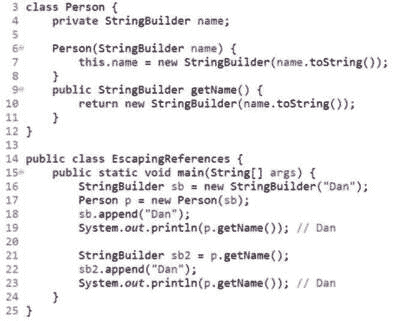 3 class Person {
4     private StringBuilder name;
5
6     Person(StringBuilder name) {
7         this.name = new StringBuilder(name.toString());
8     }
9     public StringBuilder getName() {
10         return new StringBuilder(name.toString());
11     }
12 }
13
14 public class EscapingReferences {
15     public static void main(String[] args) {
16         StringBuilder sb = new StringBuilder("Dan");
17         Person p = new Person(sb);
18         sb.append("Dan");
19         System.out.println(p.getName()); // Dan
20
21         StringBuilder sb2 = p.getName();
22         sb2.append("Dan");
23         System.out.println(p.getName()); // Dan
24     }
25 }